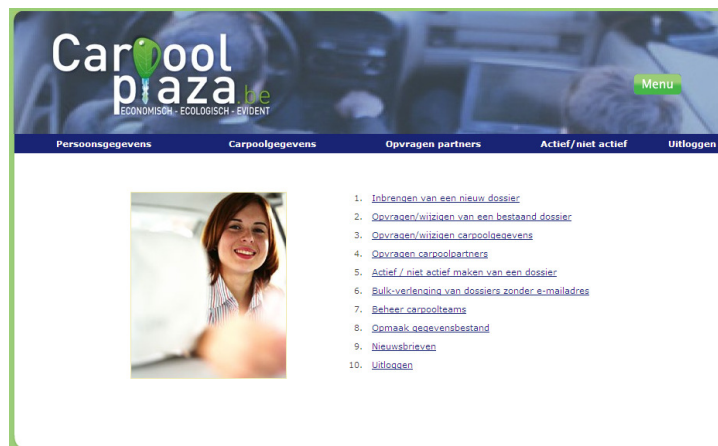 Carpool
plaza.be
ECONOMISCH - ECOLOGISCH - EVIDENT
Menu
Persoonsgegevens Carpoolgegevens Opvragen partners Actief/niet actief Uitloggen
1. Inbrengen van een nieuw dossier
2. Opvragen/wijzigen van een bestaand dossier
3. Opvragen/wijzigen carpoolgegevens
4. Opvragen carpoolpartners
5. Actief / niet actief maken van een dossier
6. Bulk-verlenging van dossiers zonder e-mailadres
7. Beheer carpoolteams
8. Opmaak gegevensbestand
9. Nieuwsbrieven
10. Uitloggen